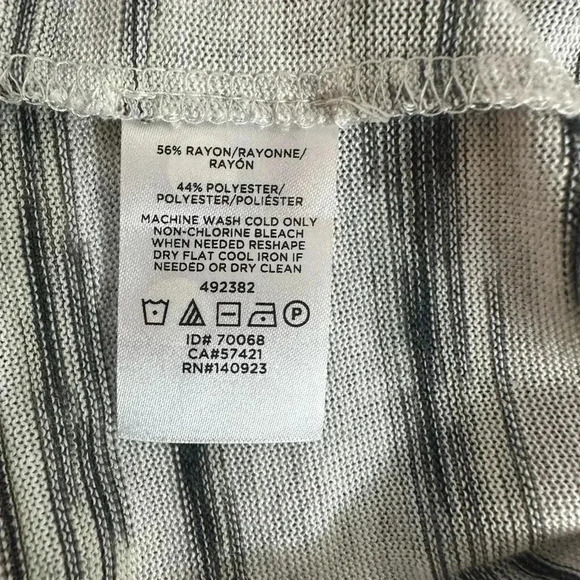 56% RAYON/RAYONNE/
RAYÓN
44% POLYESTER/
POLYESTER/POLIÉSTER
MACHINE WASH COLD ONLY
NON-CHLORINE BLEACH
WHEN NEEDED RESHAPE
DRY FLAT COOL IRON IF
NEEDED OR DRY CLEAN
492382
P
ID# 70068
CA#57421
RN#140923